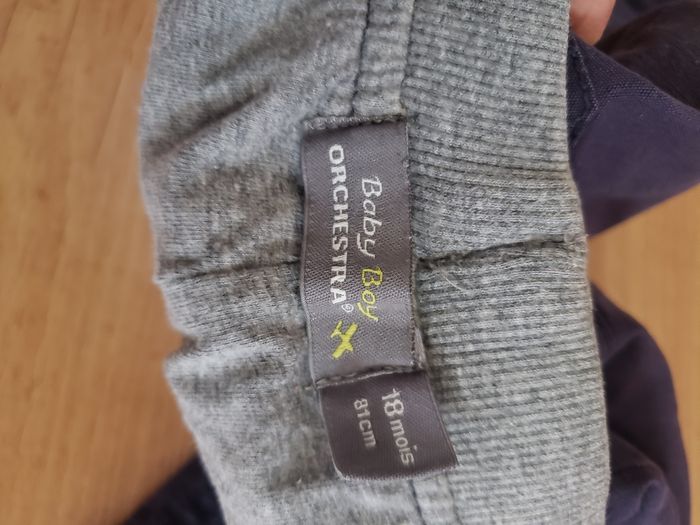 Baby Boy
ORCHESTRA®
18 mois
81cm